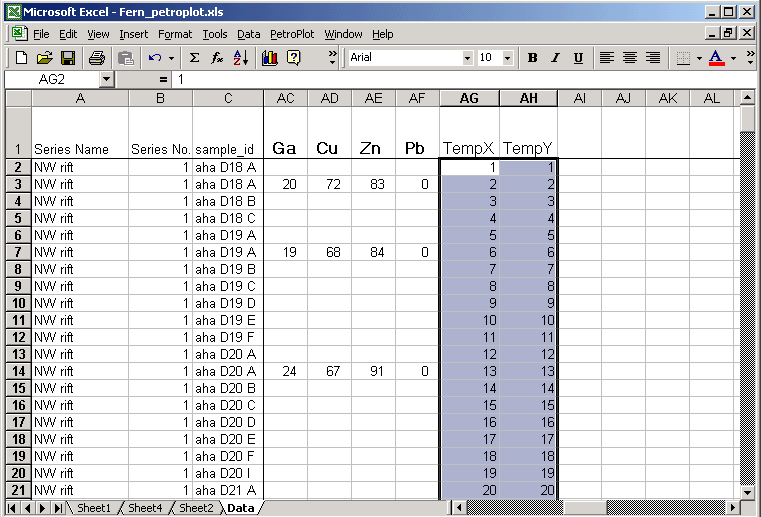 Microsoft Excel - Fern_petroplot.xls
File Edit View Insert Format Tools Data PetroPlot Window Help
Arial 10 B I U A
AG2 = 1
A B C AC AD AE AF AG AH AI AJ AK AL
1 Series Name Series No. sample_id Ga Cu Zn Pb TempX TempY
2 NW rift 1 aha D18 A 1 1
3 NW rift 1 aha D18 A 20 72 83 0 2 2
4 NW rift 1 aha D18 B 3 3
5 NW rift 1 aha D18 C 4 4
6 NW rift 1 aha D19 A 5 5
7 NW rift 1 aha D19 A 19 68 84 0 6 6
8 NW rift 1 aha D19 B 7 7
9 NW rift 1 aha D19 C 8 8
10 NW rift 1 aha D19 D 9 9
11 NW rift 1 aha D19 E 10 10
12 NW rift 1 aha D19 F 11 11
13 NW rift 1 aha D20 A 12 12
14 NW rift 1 aha D20 A 24 67 91 0 13 13
15 NW rift 1 aha D20 B 14 14
16 NW rift 1 aha D20 C 15 15
17 NW rift 1 aha D20 D 16 16
18 NW rift 1 aha D20 E 17 17
19 NW rift 1 aha D20 F 18 18
20 NW rift 1 aha D20 I 19 19
21 NW rift 1 aha D21 A 20 20
Sheet1 Sheet4 Sheet2 Data